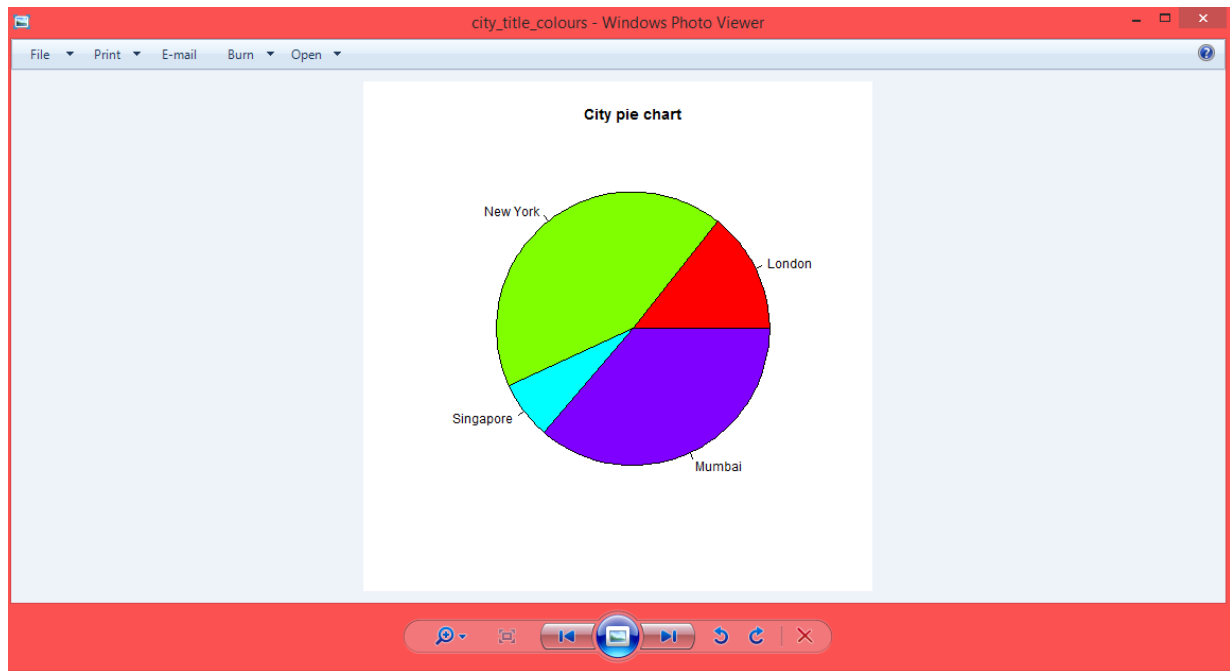 city_title_colours - Windows Photo Viewer
File Print E-mail Burn Open
City pie chart
New York
London
Singapore
Mumbai